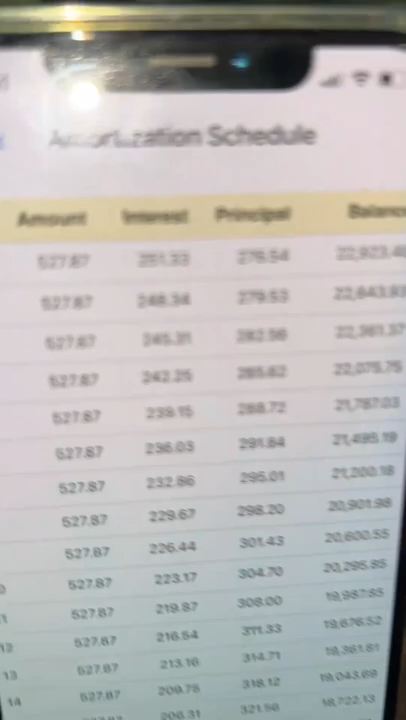 Amortization Schedule
Amount Interest Principal Balance
527.87 251.33 276.54 22,923.4
527.87 248.34 279.53 22,643.93
527.87 245.31 282.56 22,361.37
527.87 242.25 285.62 22,075.75
527.87 239.15 288.72 21,787.03
527.87 236.03 291.84 21,495.19
527.87 232.86 295.01 21,200.18
527.87 229.67 298.20 20,901.98
527.87 226.44 301.43 20,600.55
527.87 223.17 304.70 20,295.85
527.87 219.87 308.00 19,987.85
12 527.87 216.54 311.33 19,676.52
13 527.87 213.16 314.71 19,361.81
14 527.87 209.75 318.12 19,043.69
206.31 321.56 18,722.13